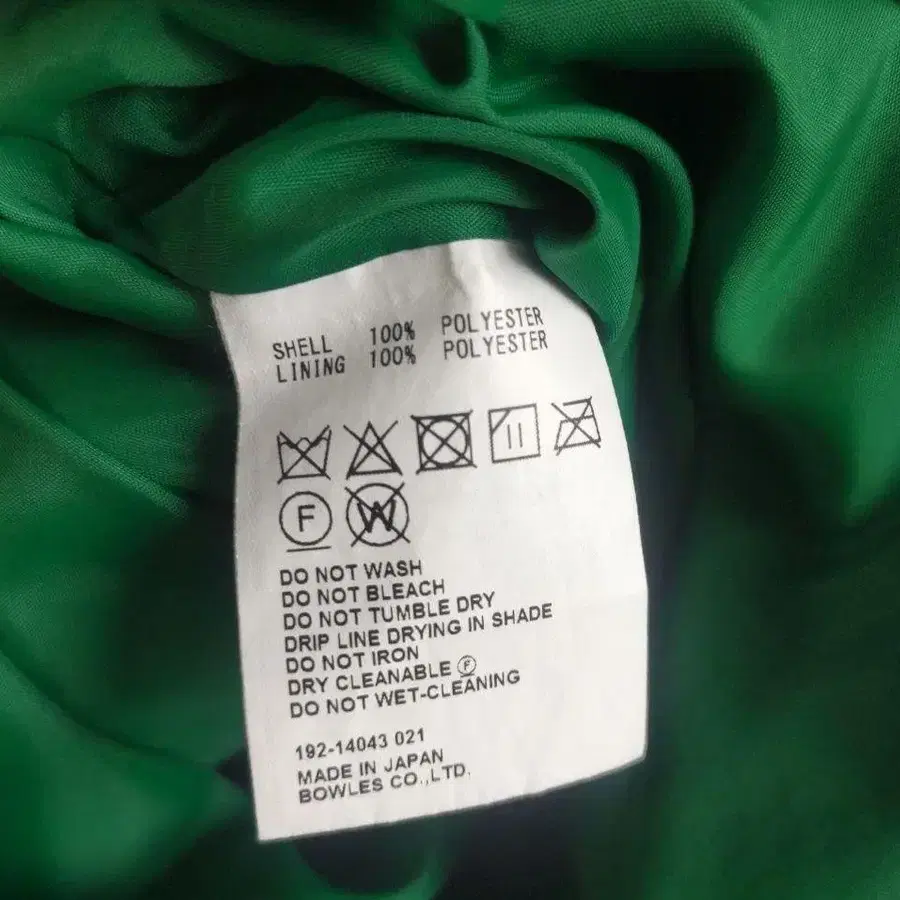 SHELL 100% POLYESTER
LINING 100% POLYESTER
F W
DO NOT WASH
DO NOT BLEACH
DO NOT TUMBLE DRY
DRIP LINE DRYING IN SHADE
DO NOT IRON
DRY CLEANABLE Ⓕ
DO NOT WET-CLEANING
192-14043 021
MADE IN JAPAN
BOWLES CO.,LTD.